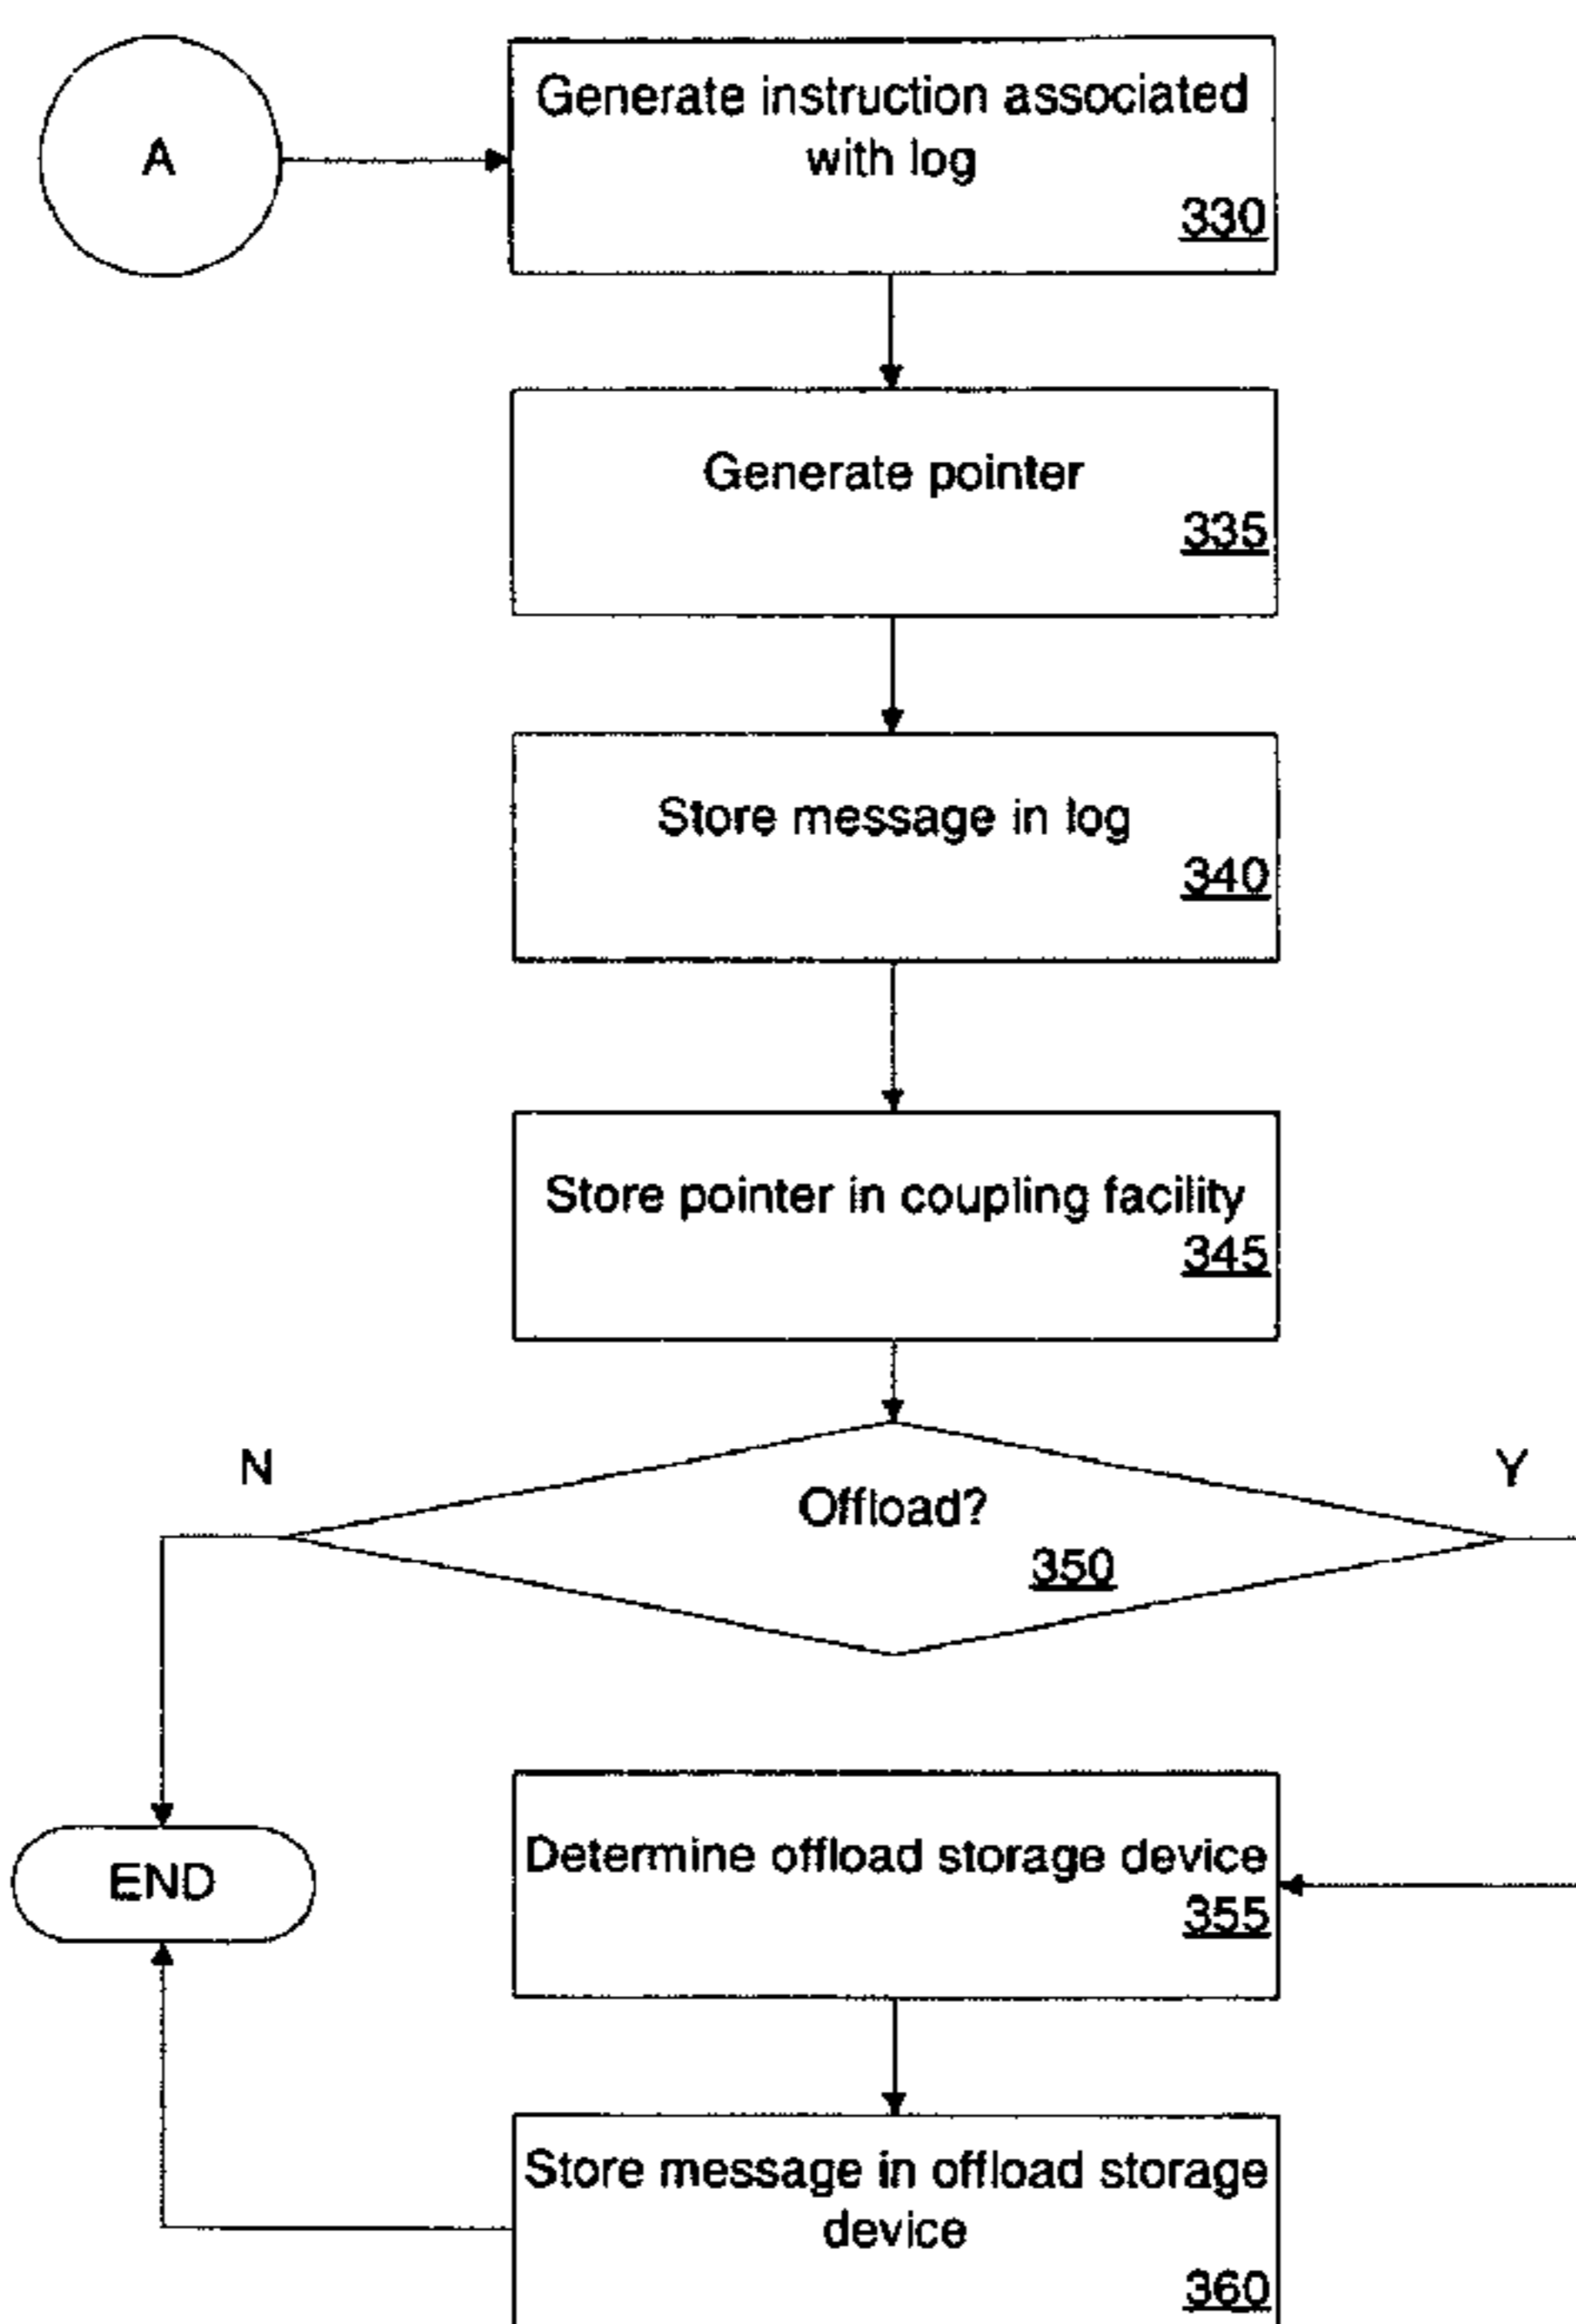 A
Generate instruction associated
with log
330
Generate pointer
335
Store message in log
340
Store pointer in coupling facility
345
N
Y
Offload?
350
Determine offload storage device
355
END
Store message in offload storage
device
360